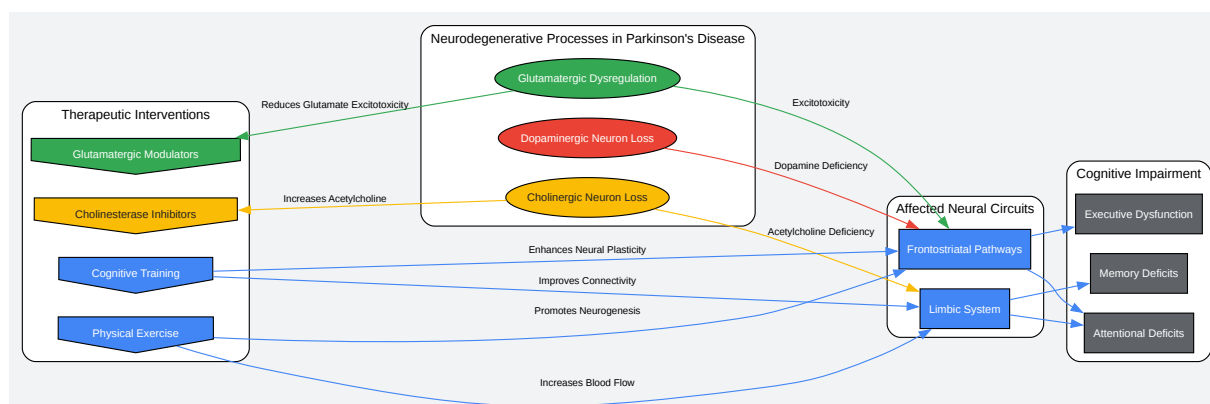 Neurodegenerative Processes in Parkinson's Disease
Glutamatergic Dysregulation
Dopaminergic Neuron Loss
Cholinergic Neuron Loss
Therapeutic Interventions
Glutamatergic Modulators
Cholinesterase Inhibitors
Cognitive Training
Physical Exercise
Reduces Glutamate Excitotoxicity
Increases Acetylcholine
Enhances Neural Plasticity
Improves Connectivity
Promotes Neurogenesis
Increases Blood Flow
Excitotoxicity
Dopamine Deficiency
Acetylcholine Deficiency
Affected Neural Circuits
Frontostriatal Pathways
Limbic System
Cognitive Impairment
Executive Dysfunction
Memory Deficits
Attentional Deficits